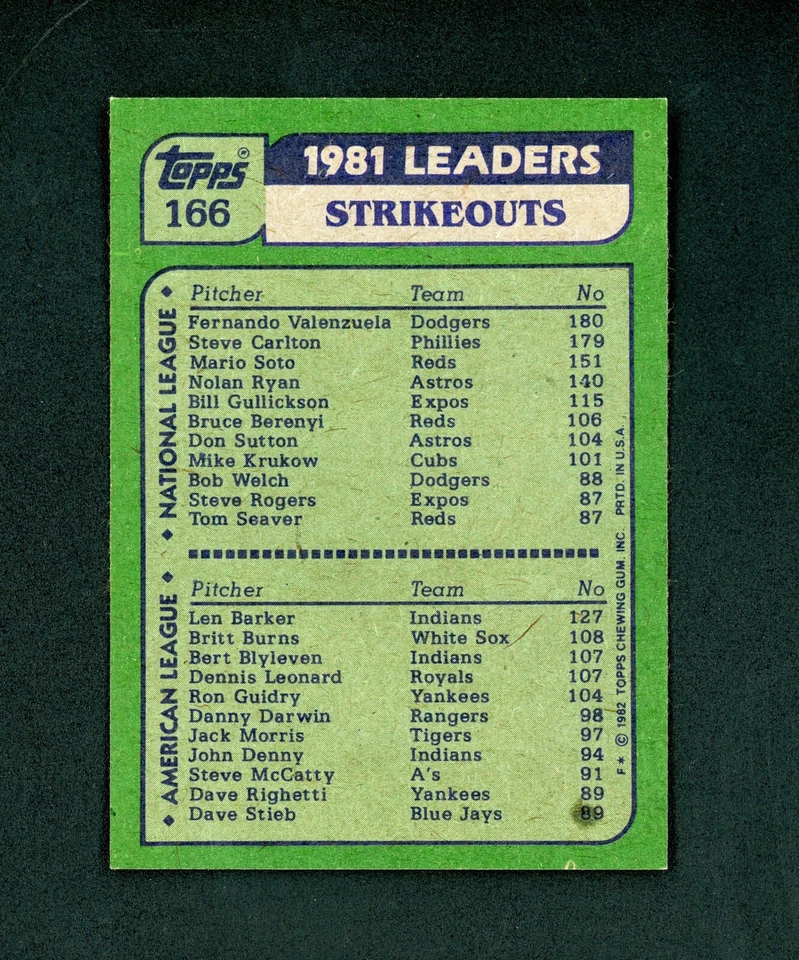 topps®
166
1981 LEADERS
STRIKEOUTS
◆ NATIONAL LEAGUE ◆
Pitcher Team No
Fernando Valenzuela Dodgers 180
Steve Carlton Phillies 179
Mario Soto Reds 151
Nolan Ryan Astros 140
Bill Gullickson Expos 115
Bruce Berenyi Reds 106
Don Sutton Astros 104
Mike Krukow Cubs 101
Bob Welch Dodgers 88
Steve Rogers Expos 87
Tom Seaver Reds 87
◆ AMERICAN LEAGUE ◆
Pitcher Team No
Len Barker Indians 127
Britt Burns White Sox 108
Bert Blyleven Indians 107
Dennis Leonard Royals 107
Ron Guidry Yankees 104
Danny Darwin Rangers 98
Jack Morris Tigers 97
John Denny Indians 94
Steve McCatty A's 91
Dave Righetti Yankees 89
Dave Stieb Blue Jays 89
F* © 1982 TOPPS CHEWING GUM. INC. PRTD. IN U.S.A.